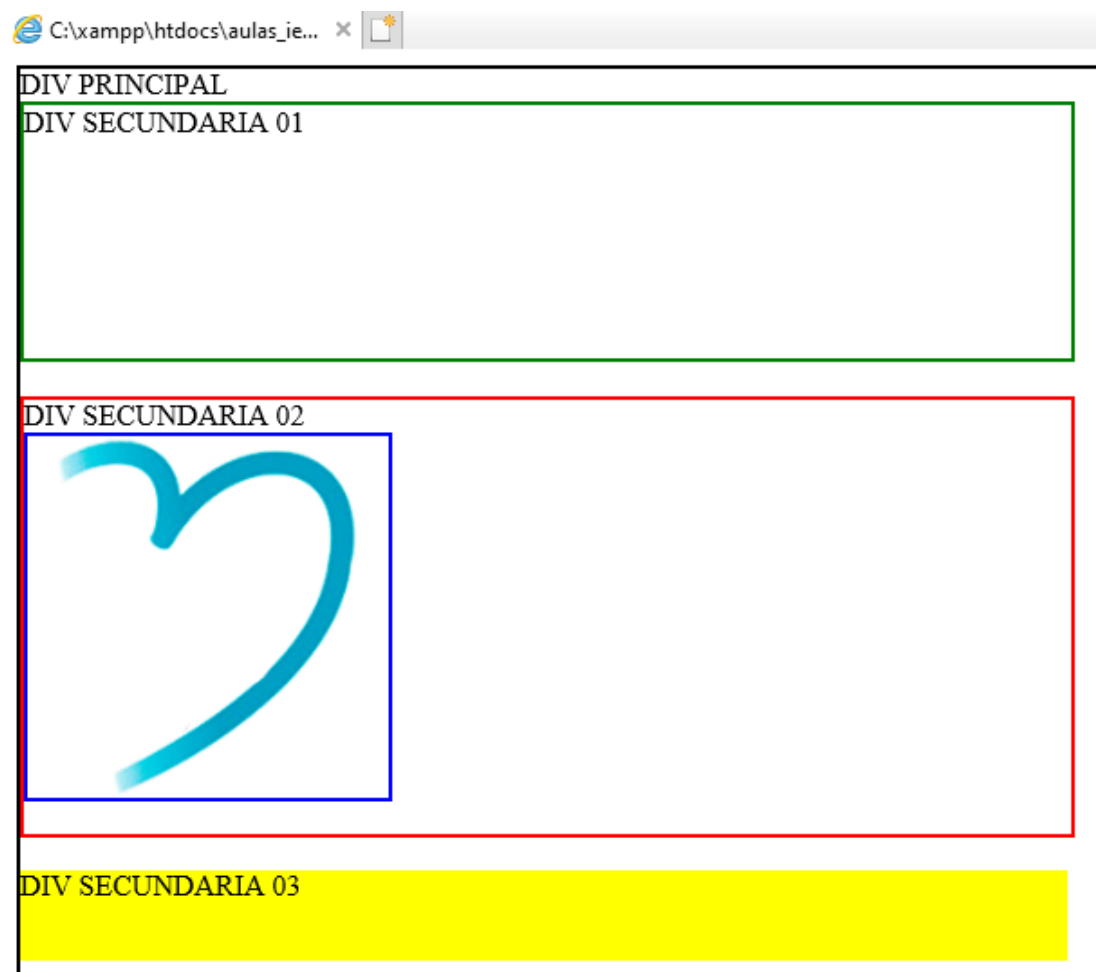 C:\xampp\htdocs\aulas_ie...
DIV PRINCIPAL
DIV SECUNDARIA 01
DIV SECUNDARIA 02
DIV SECUNDARIA 03